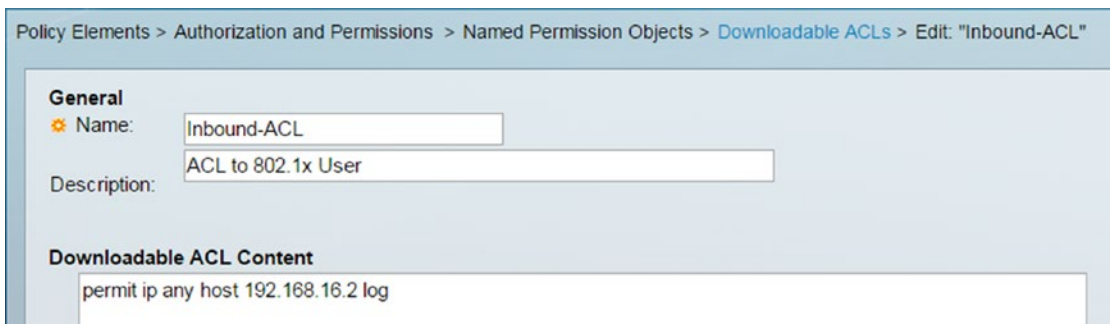 Policy Elements > Authorization and Permissions > Named Permission Objects > Downloadable ACLs > Edit: "Inbound-ACL"
General
Name: Inbound-ACL
Description: ACL to 802.1x User
Downloadable ACL Content
permit ip any host 192.168.16.2 log